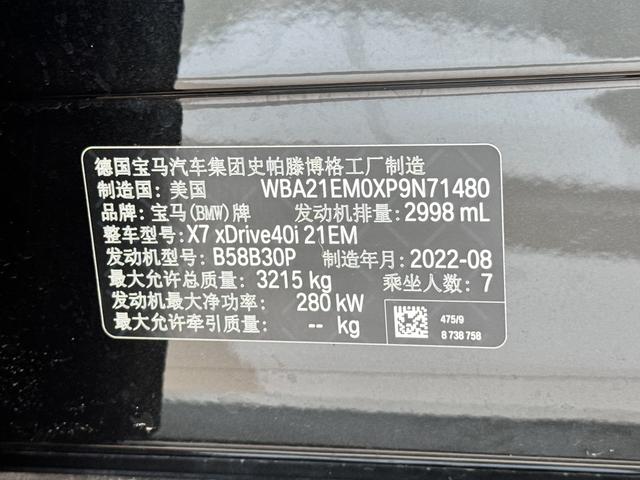 德国宝马汽车集团史帕滕博格工厂制造
制造国: 美国 WBA21EM0XP9N71480
品牌: 宝马(BMW)牌 发动机排量: 2998 mL
整车型号: X7 xDrive40i 21EM
发动机型号: B58B30P 制造年月: 2022-08
最大允许总质量: 3215 kg 乘坐人数: 7
发动机最大净功率: 280 kW
最大允许牵引质量: -- kg
475/9
8 738 758